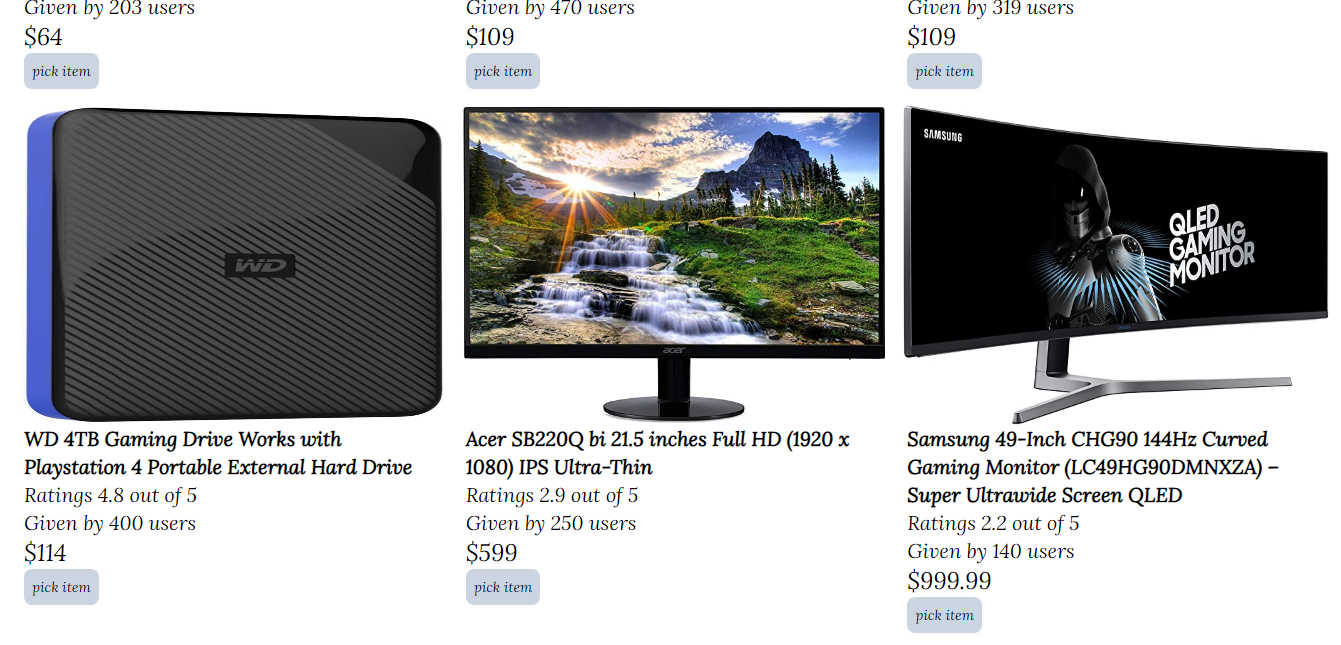 Given by 203 users
$64
pick item
Given by 470 users
$109
pick item
Given by 319 users
$109
pick item
WD
WD 4TB Gaming Drive Works with
Playstation 4 Portable External Hard Drive
Ratings 4.8 out of 5
Given by 400 users
$114
pick item
acer
Acer SB220Q bi 21.5 inches Full HD (1920 x
1080) IPS Ultra-Thin
Ratings 2.9 out of 5
Given by 250 users
$599
pick item
SAMSUNG
QLED
GAMING
MONITOR
Samsung 49-Inch CHG90 144Hz Curved
Gaming Monitor (LC49HG90DMNXZA) –
Super Ultrawide Screen QLED
Ratings 2.2 out of 5
Given by 140 users
$999.99
pick item